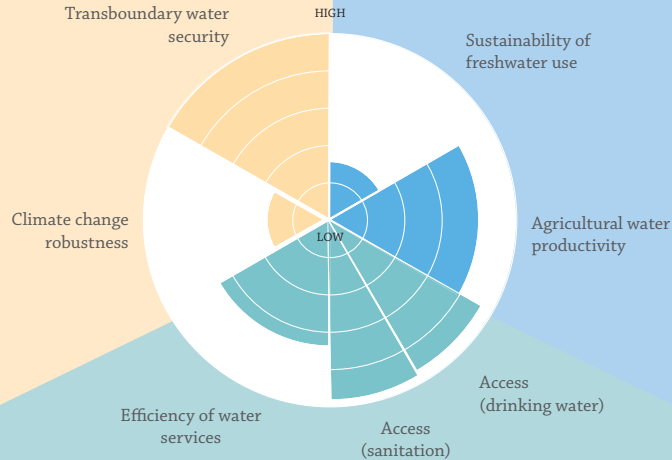 Transboundary water
security
HIGH
Sustainability of
freshwater use
Climate change
robustness
LOW
Agricultural water
productivity
Access
(drinking water)
Efficiency of water
services
Access
(sanitation)